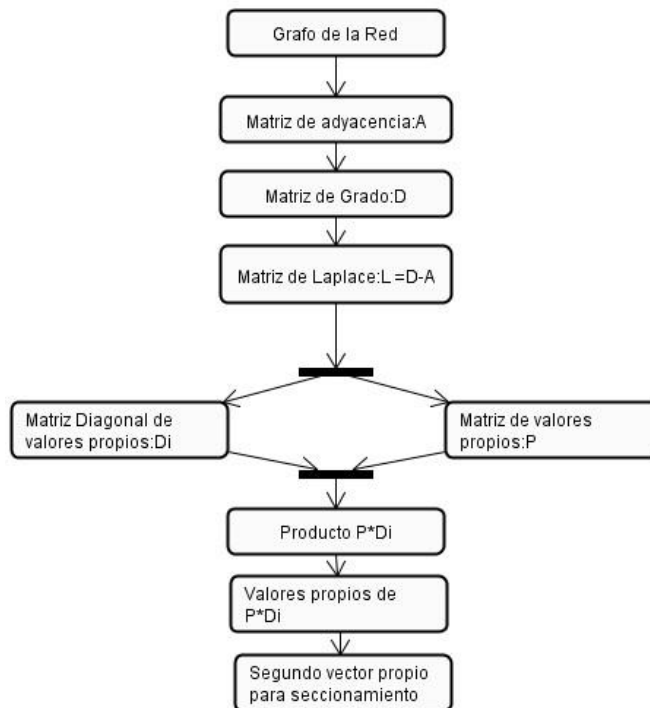 Grafo de la Red
Matriz de adyacencia:A
Matriz de Grado:D
Matriz de Laplace:L =D-A
Matriz Diagonal de
valores propios:Di
Matriz de valores
propios:P
Producto P*Di
Valores propios de
P*Di
Segundo vector propio
para seccionamiento